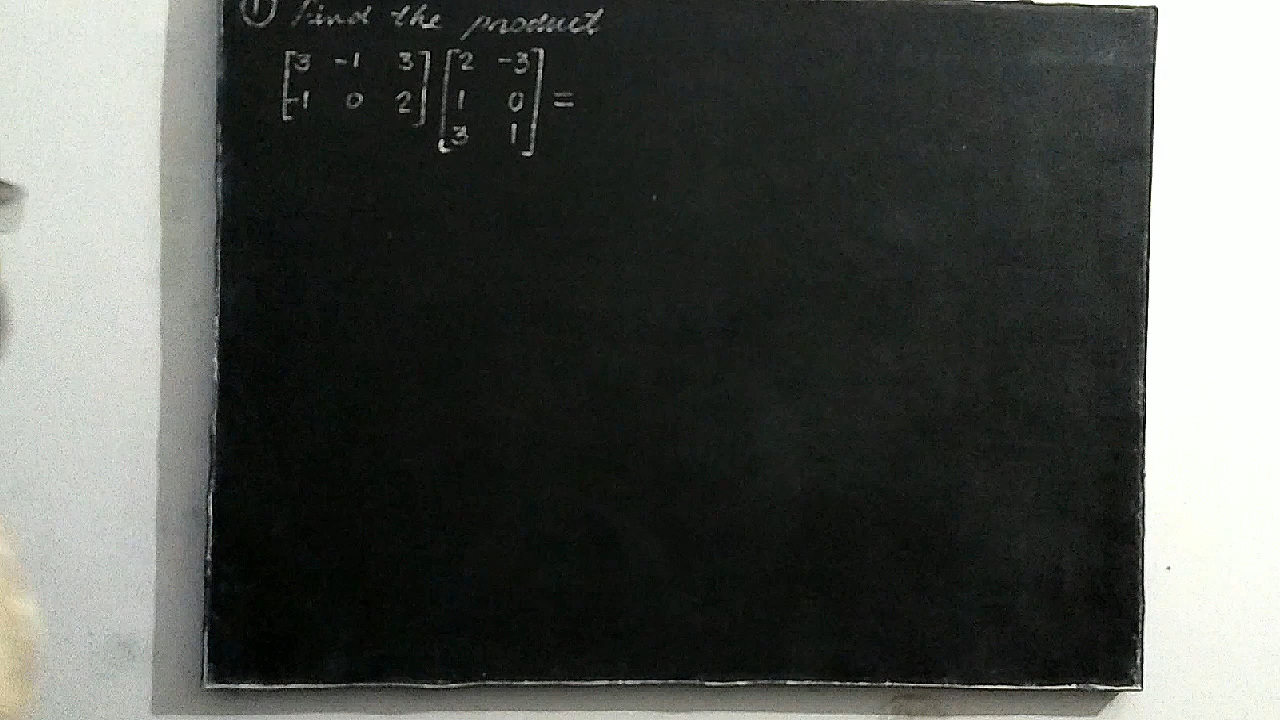 ① Find the product
[3 -1 3] [2 -3]
[-1 0 2] [1 0] =
[3 1]